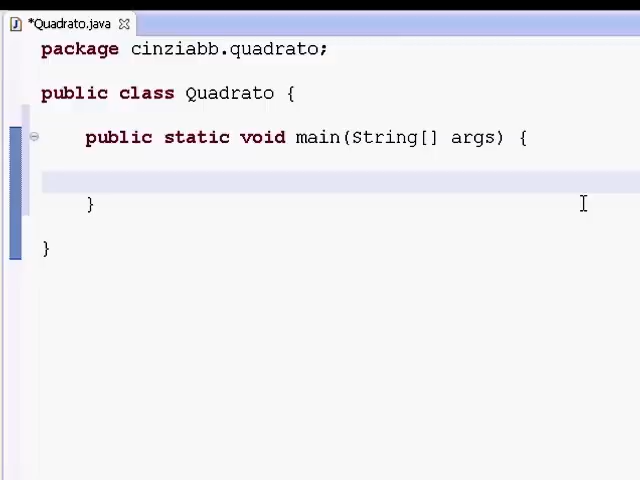 *Quadrato.java
package cinziabb.quadrato;
public class Quadrato {
public static void main(String[] args) {
}
}